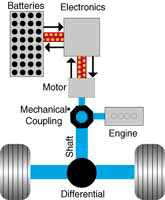 Batteries
Electronics
Motor
Mechanical
Coupling
Engine
Shaft
Differential